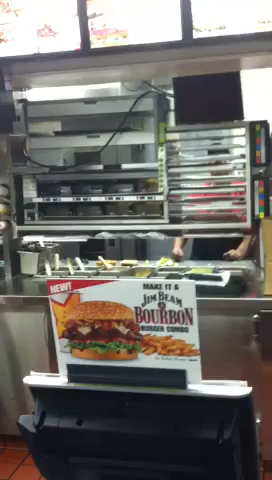 NEW!
MAKE IT A
JIM BEAM
BOURBON
BURGER COMBO